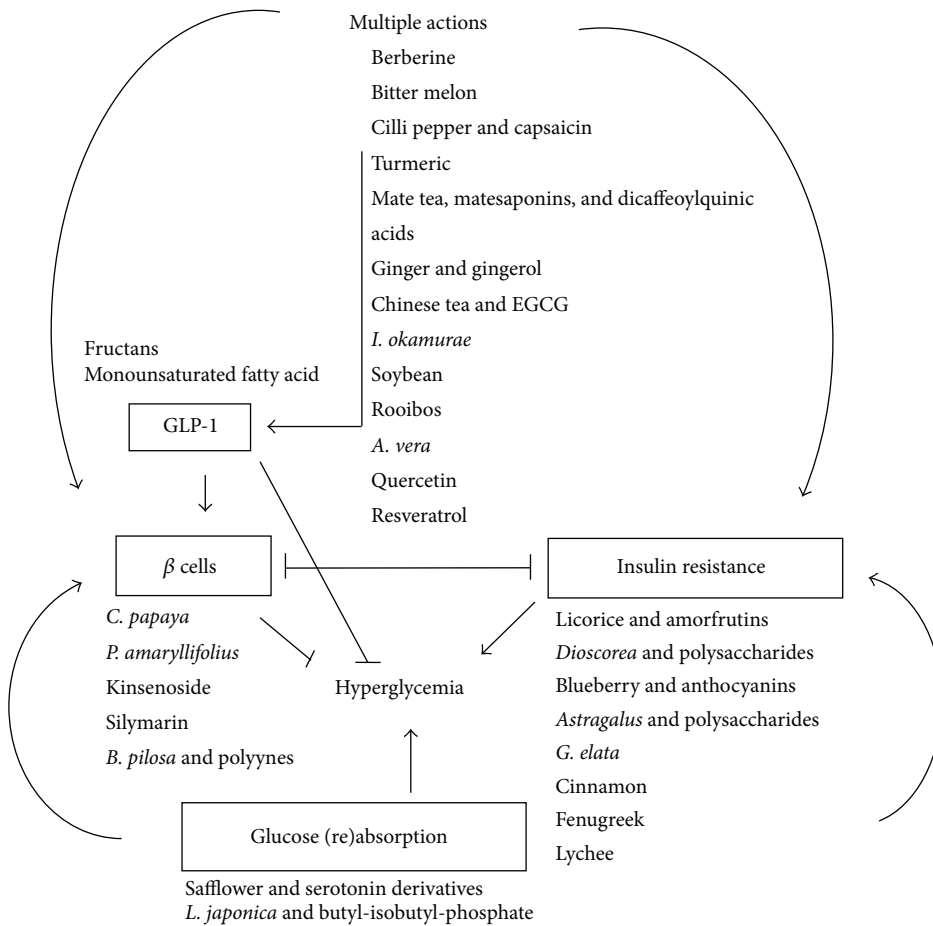 Multiple actions
Berberine
Bitter melon
Cilli pepper and capsaicin
Turmeric
Mate tea, matesaponins, and dicaffeoylquinic
acids
Ginger and gingerol
Chinese tea and EGCG
I. okamurae
Soybean
Rooibos
A. vera
Quercetin
Resveratrol
Fructans
Monounsaturated fatty acid
GLP-1
β cells
C. papaya
P. amaryllifolius
Kinsenoside
Silymarin
B. pilosa and polyynes
Insulin resistance
Licorice and amorfrutins
Dioscorea and polysaccharides
Blueberry and anthocyanins
Astragalus and polysaccharides
G. elata
Cinnamon
Fenugreek
Lychee
Hyperglycemia
Glucose (re)absorption
Safflower and serotonin derivatives
L. japonica and butyl-isobutyl-phosphate